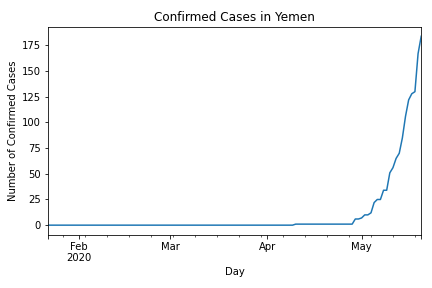 Confirmed Cases in Yemen
Number of Confirmed Cases
175
150
125
100
75
50
25
0
Feb
2020
Mar
Apr
May
Day